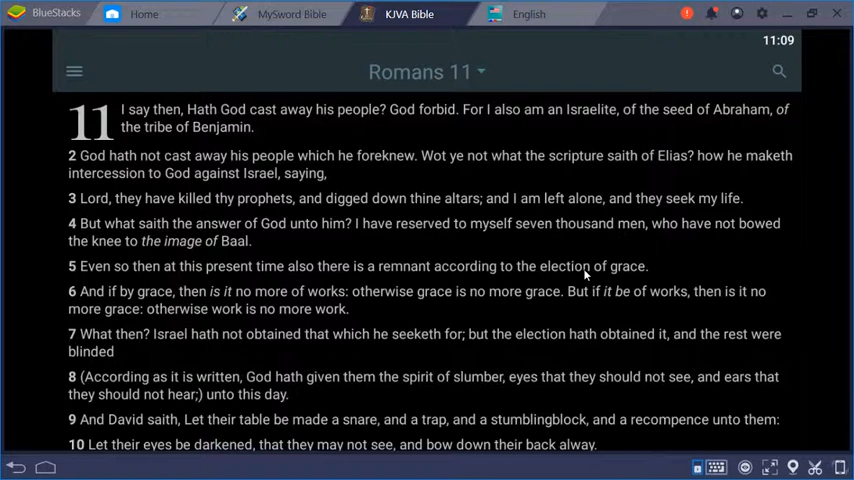 BlueStacks
Home
MySword Bible
KJVA Bible
English
11:09
Romans 11
11 I say then, Hath God cast away his people? God forbid. For I also am an Israelite, of the seed of Abraham, of
the tribe of Benjamin.
2 God hath not cast away his people which he foreknew. Wot ye not what the scripture saith of Elias? how he maketh
intercession to God against Israel, saying,
3 Lord, they have killed thy prophets, and digged down thine altars; and I am left alone, and they seek my life.
4 But what saith the answer of God unto him? I have reserved to myself seven thousand men, who have not bowed
the knee to the image of Baal.
5 Even so then at this present time also there is a remnant according to the election of grace.
6 And if by grace, then is it no more of works: otherwise grace is no more grace. But if it be of works, then is it no
more grace: otherwise work is no more work.
7 What then? Israel hath not obtained that which he seeketh for; but the election hath obtained it, and the rest were
blinded
8 (According as it is written, God hath given them the spirit of slumber, eyes that they should not see, and ears that
they should not hear;) unto this day.
9 And David saith, Let their table be made a snare, and a trap, and a stumblingblock, and a recompence unto them:
10 Let their eyes be darkened, that they may not see, and bow down their back alway.